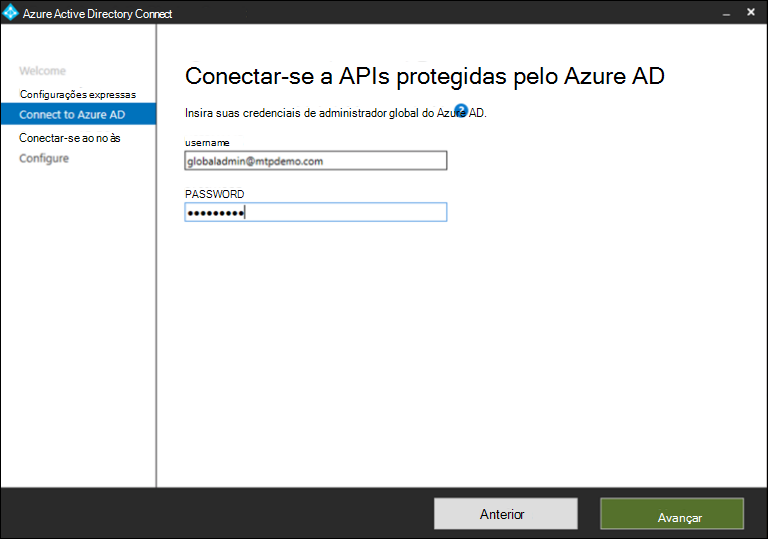 Azure Active Directory Connect
Welcome
Configurações expressas
Connect to Azure AD
Conectar-se ao no às
Configure
Conectar-se a APIs protegidas pelo Azure AD
Insira suas credenciais de administrador global do Azure AD.
?
username
globaladmin@mtpdemo.com
PASSWORD
•••••••••
Anterior
Avançar